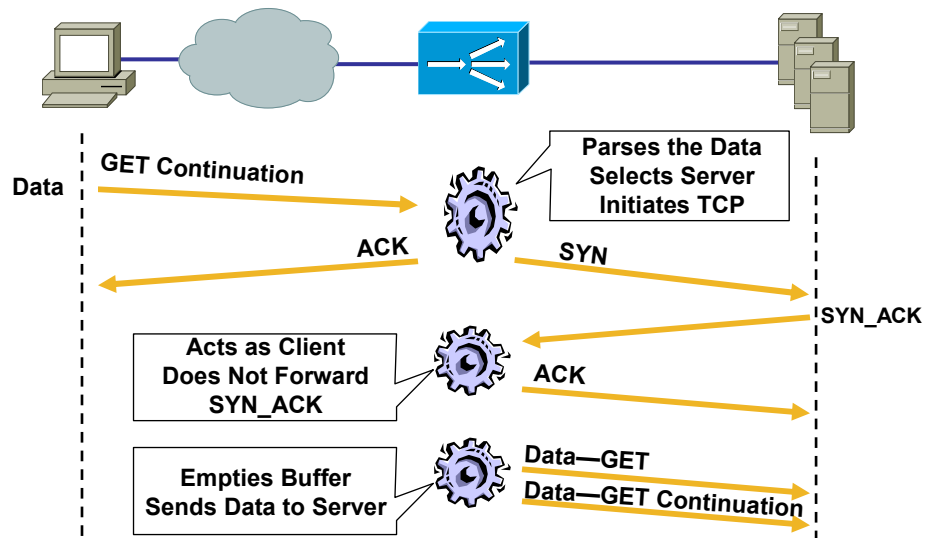 Parses the Data
Selects Server
Initiates TCP
GET Continuation
Data
ACK
SYN
SYN_ACK
Acts as Client
Does Not Forward
SYN_ACK
ACK
Data—GET
Empties Buffer
Sends Data to Server
Data—GET Continuation